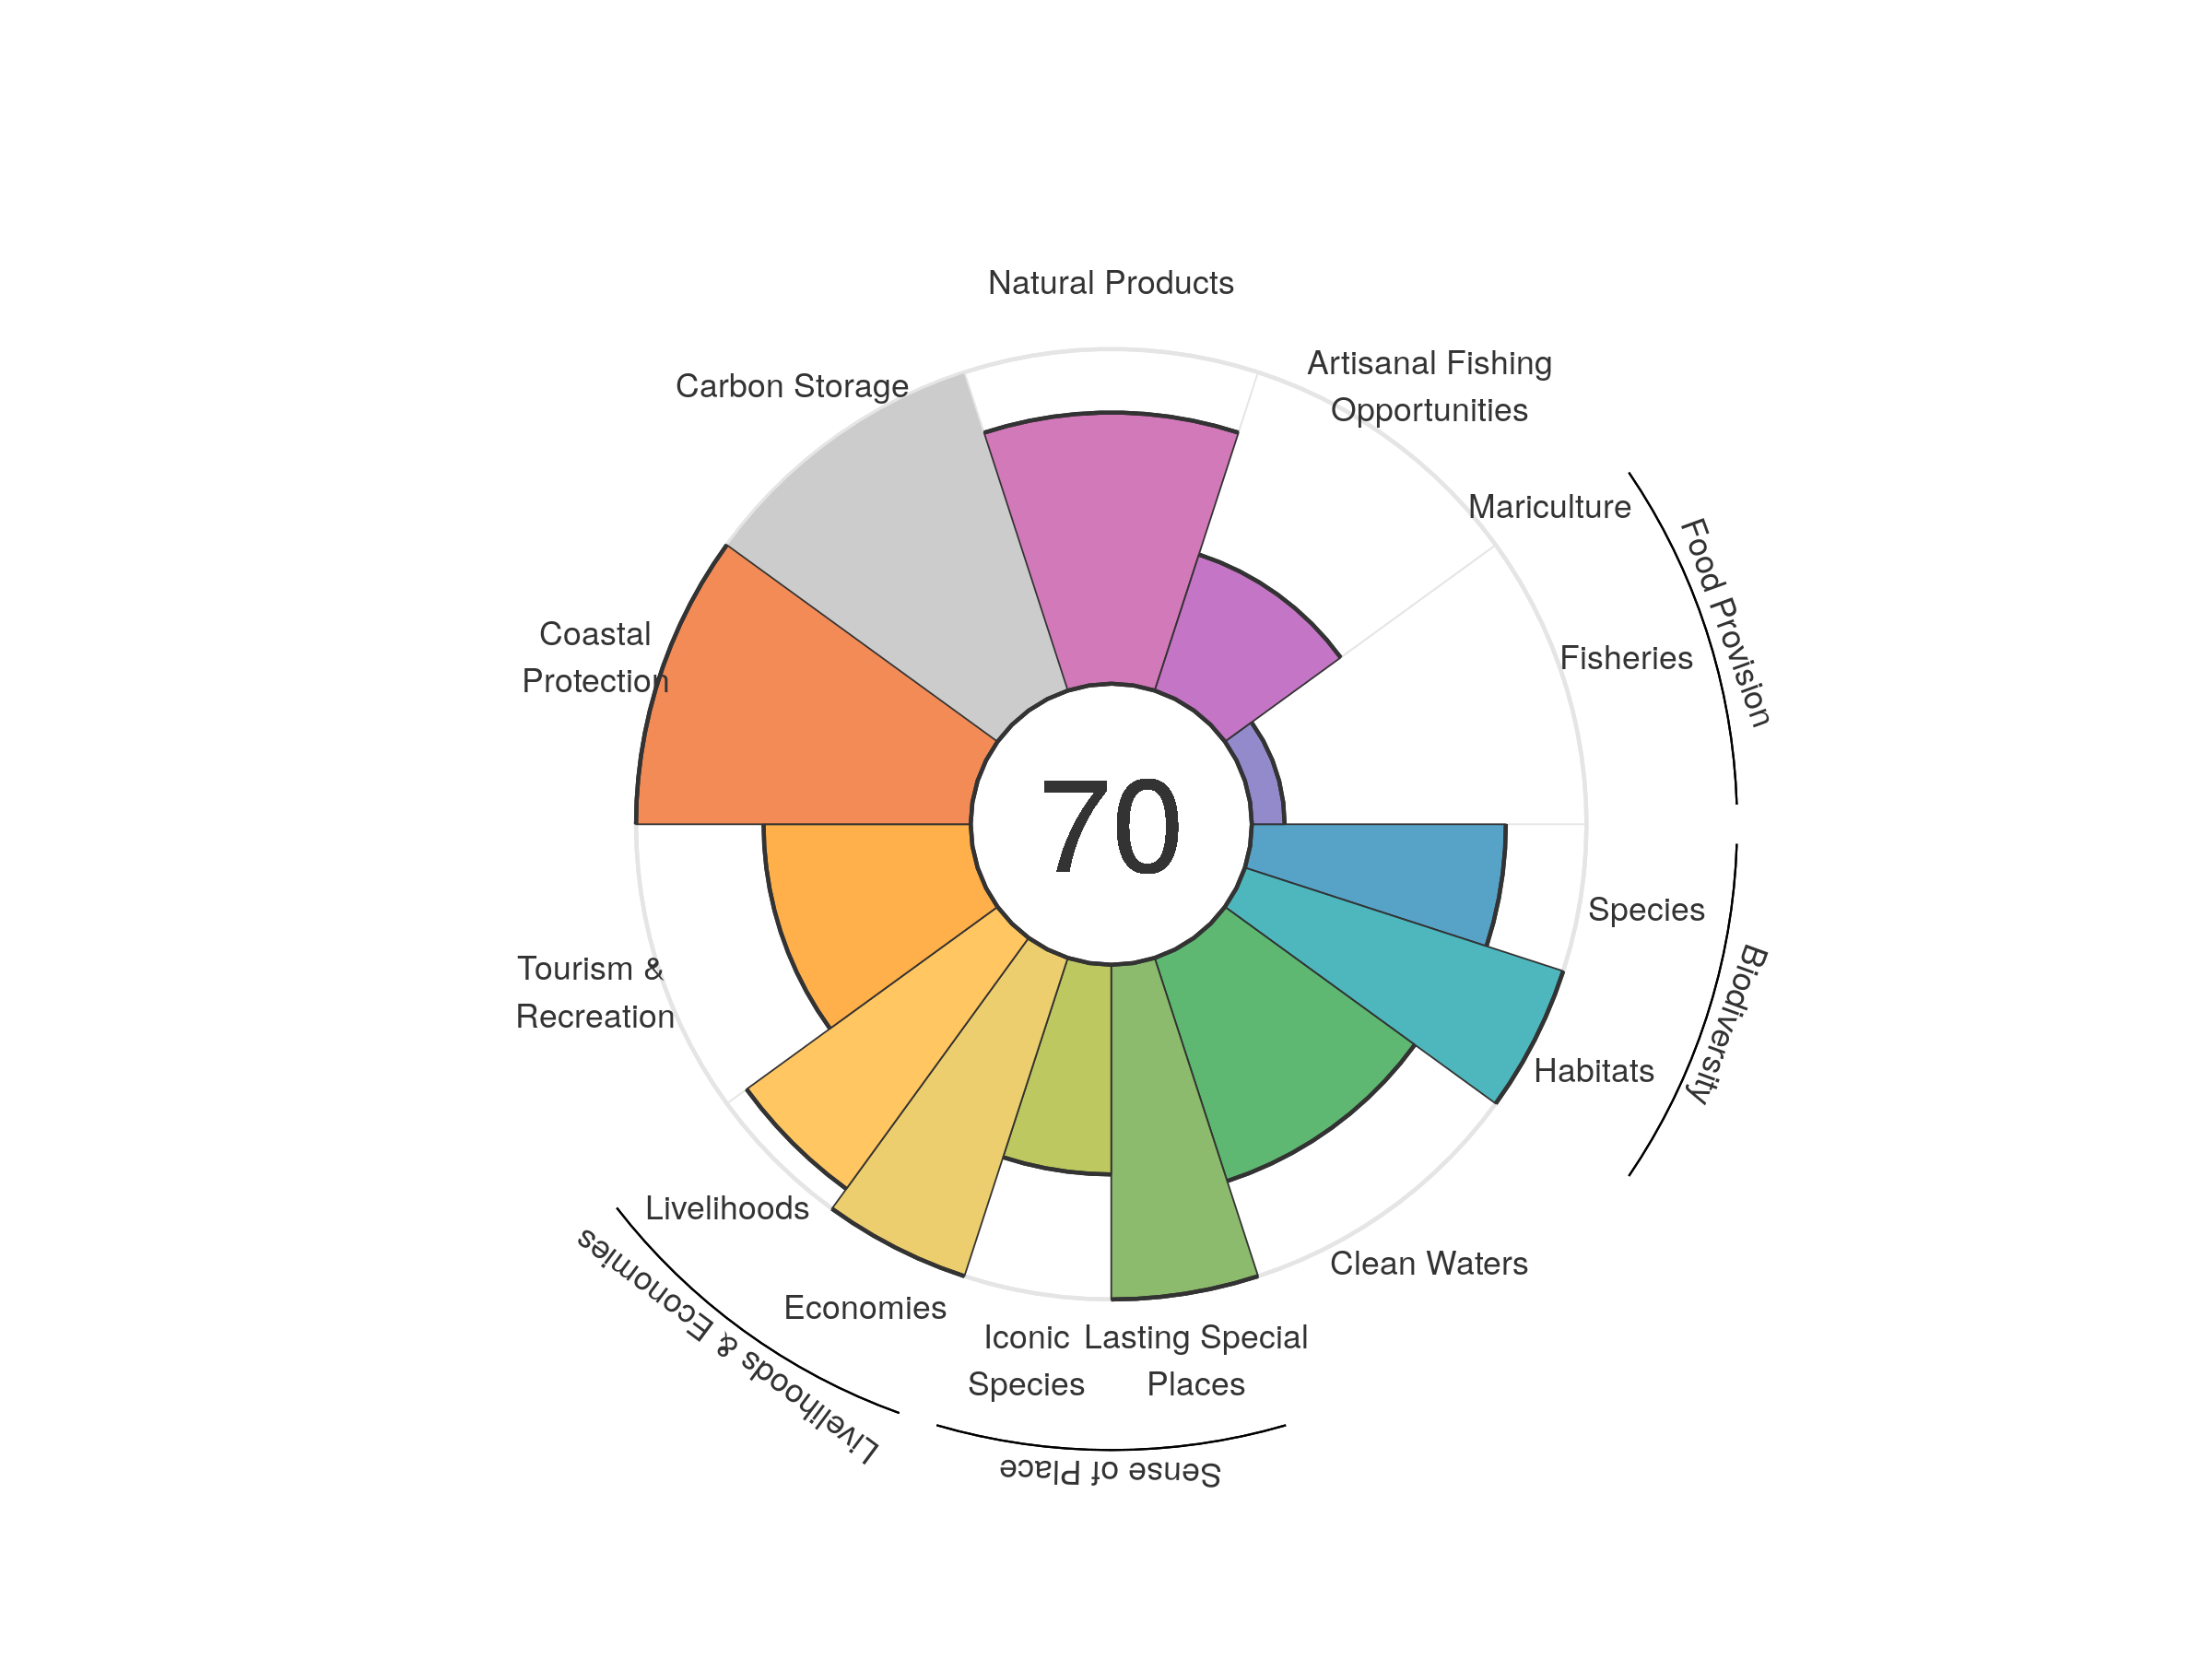 Natural Products
Artisanal Fishing
Opportunities
Carbon Storage
Mariculture
Food Provision
Coastal
Protection
Fisheries
70
Species
Biodiversity
Tourism &
Recreation
Habitats
Livelihoods
Livelihoods & Economies
Clean Waters
Economies
Iconic
Species
Lasting Special
Places
Sense of Place